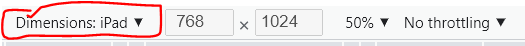 Dimensions: iPad ▼ 768 × 1024 50% ▼ No throttling ▼